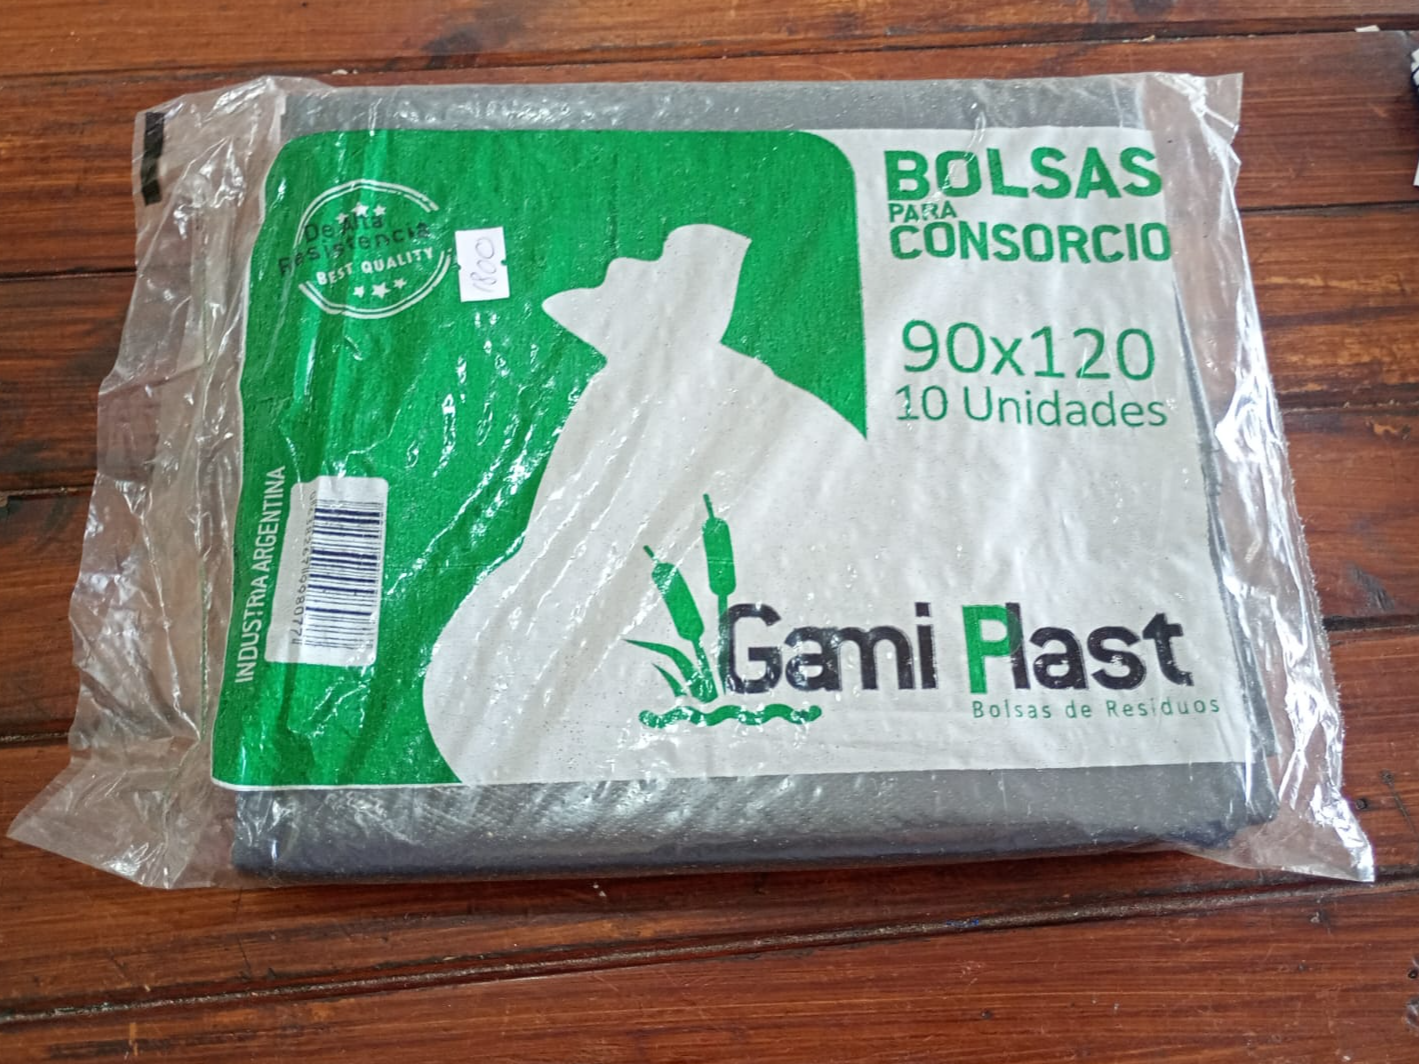 De Alta
Resistencia
BEST QUALITY
1800
BOLSAS
PARA
CONSORCIO
90x120
10 Unidades
INDUSTRIA ARGENTINA
Gami Plast
Bolsas de Residuos